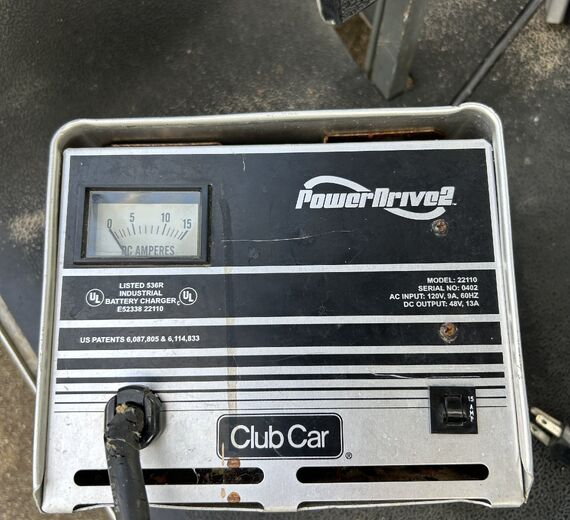 PowerDrive2
0 5 10 15
DC AMPERES
UL LISTED 536R UL
INDUSTRIAL
BATTERY CHARGER
E52338 22110
MODEL: 22110
SERIAL NO: 0402
AC INPUT: 120V, 9A, 60HZ
DC OUTPUT: 48V, 13A
US PATENTS 6,087,805 & 6,114,833
15
AMP
Club Car®